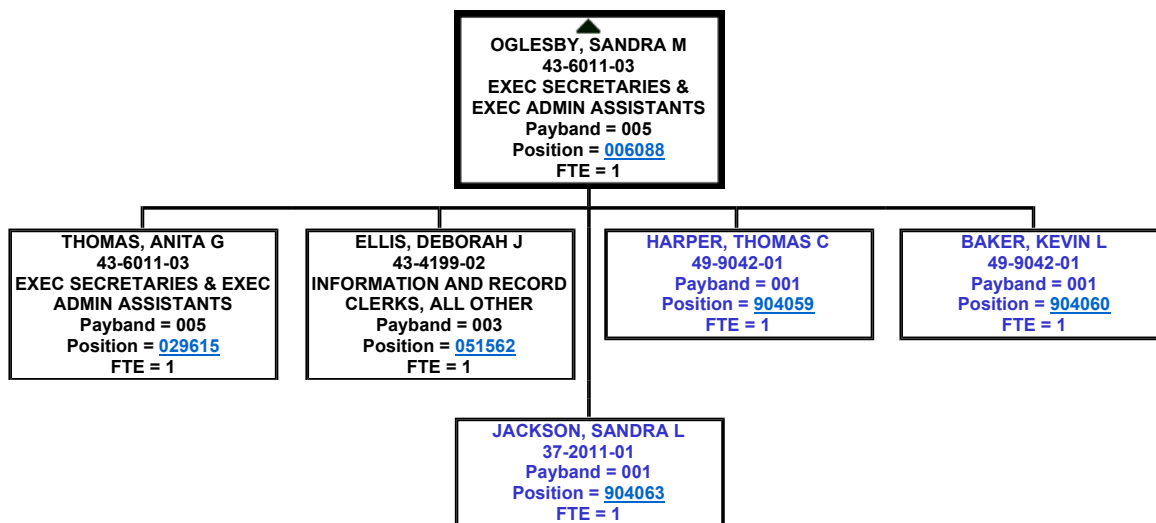 OGLESBY, SANDRA M
43-6011-03
EXEC SECRETARIES &
EXEC ADMIN ASSISTANTS
Payband = 005
Position = 006088
FTE = 1
THOMAS, ANITA G
43-6011-03
EXEC SECRETARIES & EXEC
ADMIN ASSISTANTS
Payband = 005
Position = 029615
FTE = 1
ELLIS, DEBORAH J
43-4199-02
INFORMATION AND RECORD
CLERKS, ALL OTHER
Payband = 003
Position = 051562
FTE = 1
HARPER, THOMAS C
49-9042-01
Payband = 001
Position = 904059
FTE = 1
BAKER, KEVIN L
49-9042-01
Payband = 001
Position = 904060
FTE = 1
JACKSON, SANDRA L
37-2011-01
Payband = 001
Position = 904063
FTE = 1